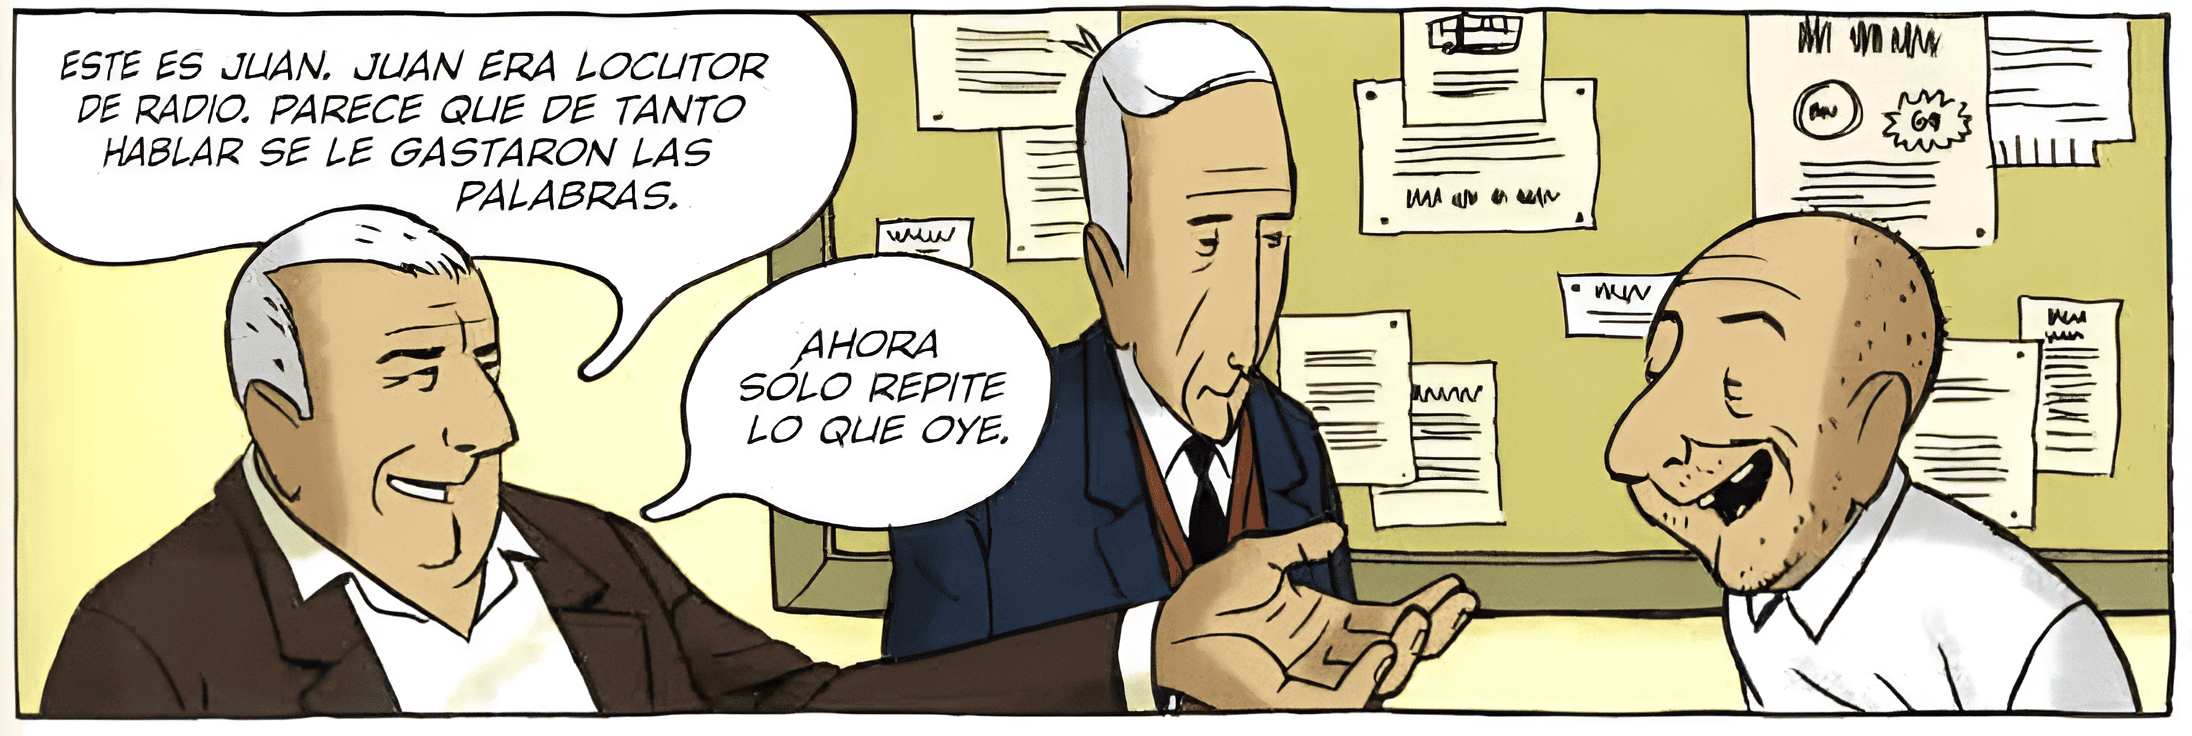 ESTE ES JUAN. JUAN ERA LOCUTOR
DE RADIO. PARECE QUE DE TANTO
HABLAR SE LE GASTARON LAS
PALABRAS.
AHORA
SÓLO REPITE
LO QUE OYE.